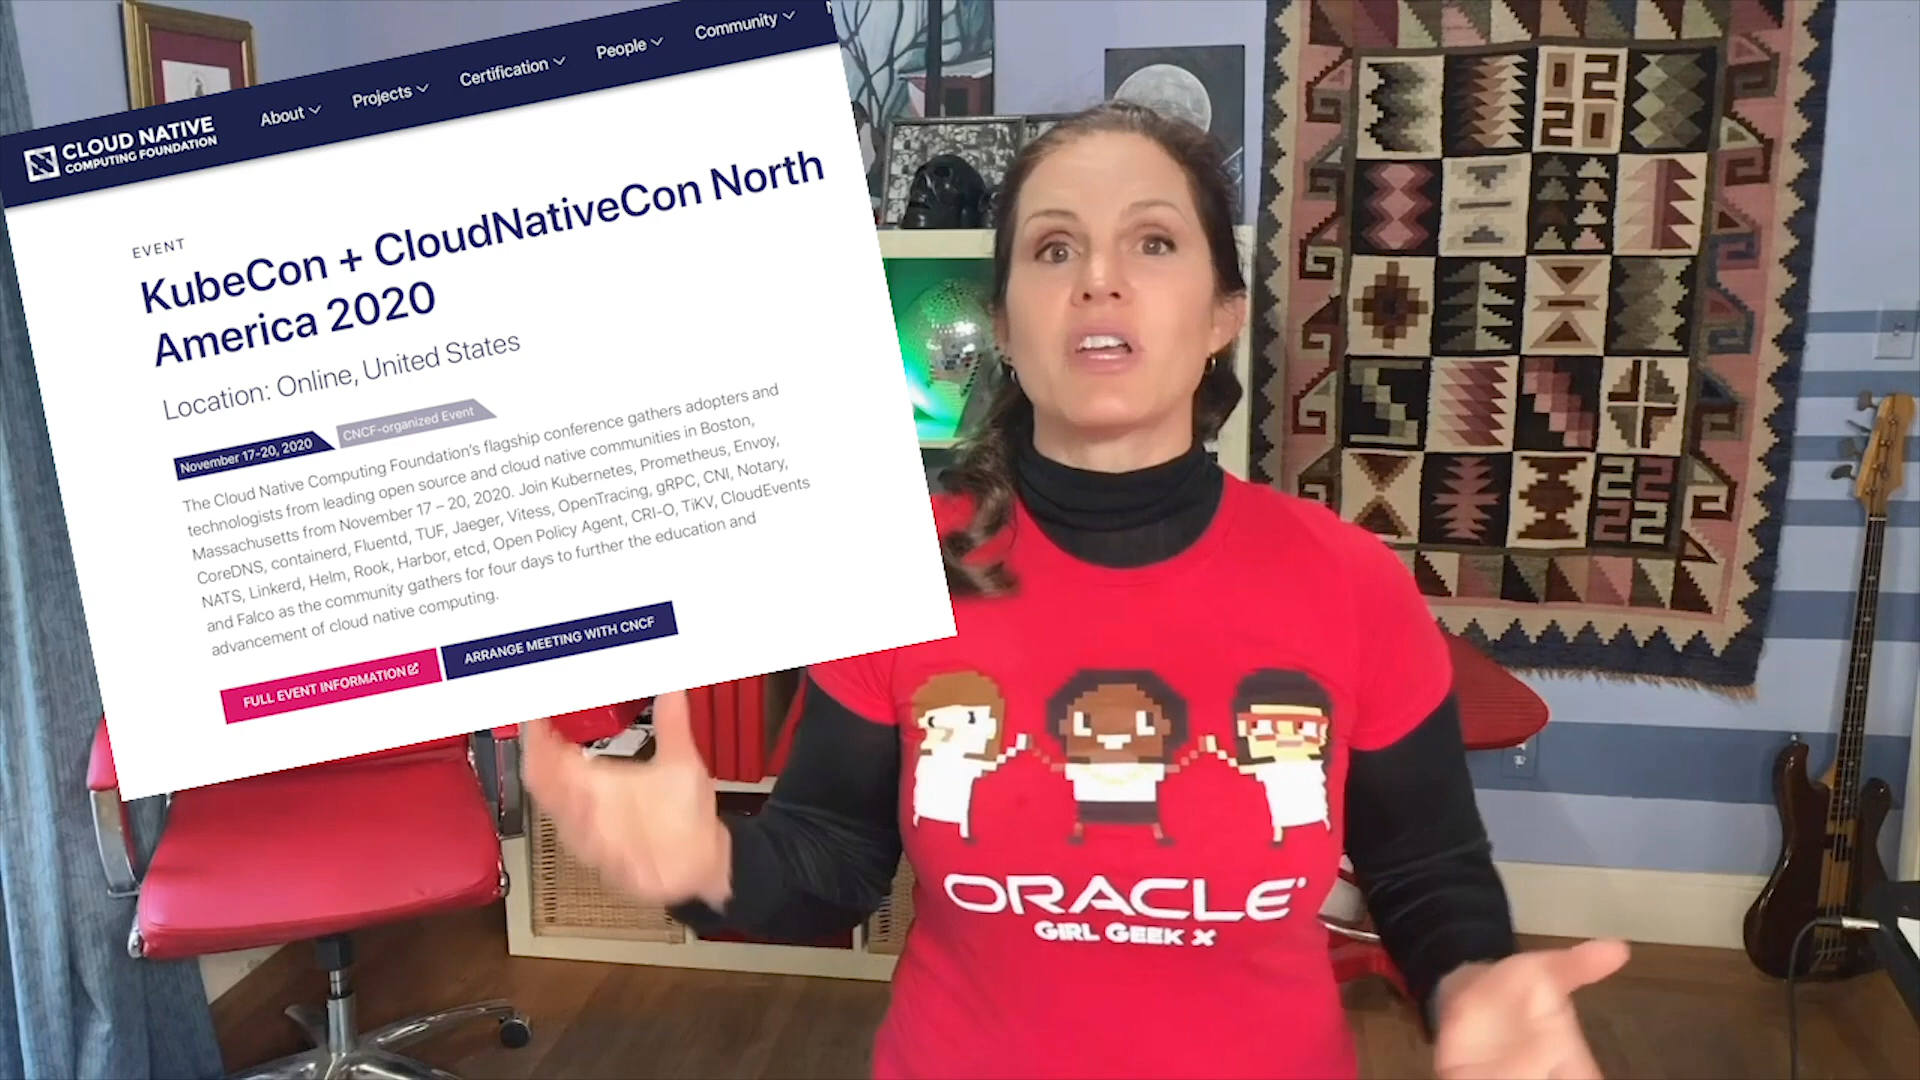 CLOUD NATIVE
COMPUTING FOUNDATION
About
Projects
Certification
People
Community
EVENT
KubeCon + CloudNativeCon North
America 2020
Location: Online, United States
November 17-20, 2020
CNCF-organized Event
The Cloud Native Computing Foundation's flagship conference gathers adopters and
technologists from leading open source and cloud native communities in Boston,
Massachusetts from November 17 – 20, 2020. Join Kubernetes, Prometheus, Envoy,
CoreDNS, containerd, Fluentd, TUF, Jaeger, Vitess, OpenTracing, gRPC, CNI, Notary,
NATS, Linkerd, Helm, Rook, Harbor, etcd, Open Policy Agent, CRI-O, TiKV, CloudEvents
and Falco as the community gathers for four days to further the education and
advancement of cloud native computing.
FULL EVENT INFORMATION
ARRANGE MEETING WITH CNCF
ORACLE
GIRL GEEK X